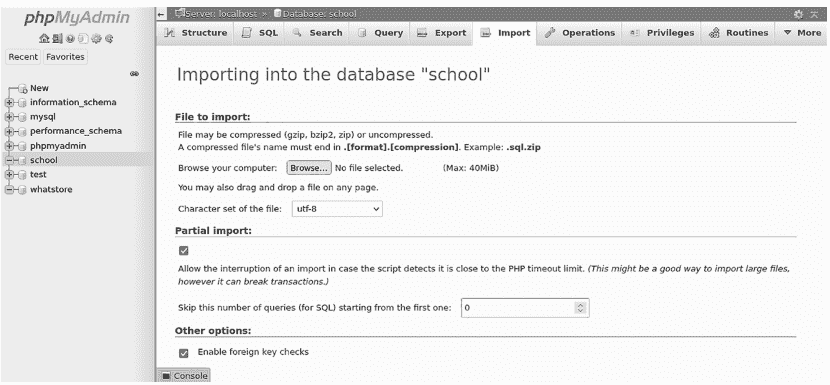 phpMyAdmin
Recent Favorites
New
information_schema
mysql
performance_schema
phpmyadmin
school
test
whatstore
Server: localhost » Database: school
Structure SQL Search Query Export Import Operations Privileges Routines More
Importing into the database "school"
File to import:
File may be compressed (gzip, bzip2, zip) or uncompressed.
A compressed file's name must end in .[format].[compression]. Example: .sql.zip
Browse your computer: Browse... No file selected. (Max: 40MiB)
You may also drag and drop a file on any page.
Character set of the file: utf-8
Partial import:
Allow the interruption of an import in case the script detects it is close to the PHP timeout limit. (This might be a good way to import large files,
however it can break transactions.)
Skip this number of queries (for SQL) starting from the first one: 0
Other options:
Enable foreign key checks
Console